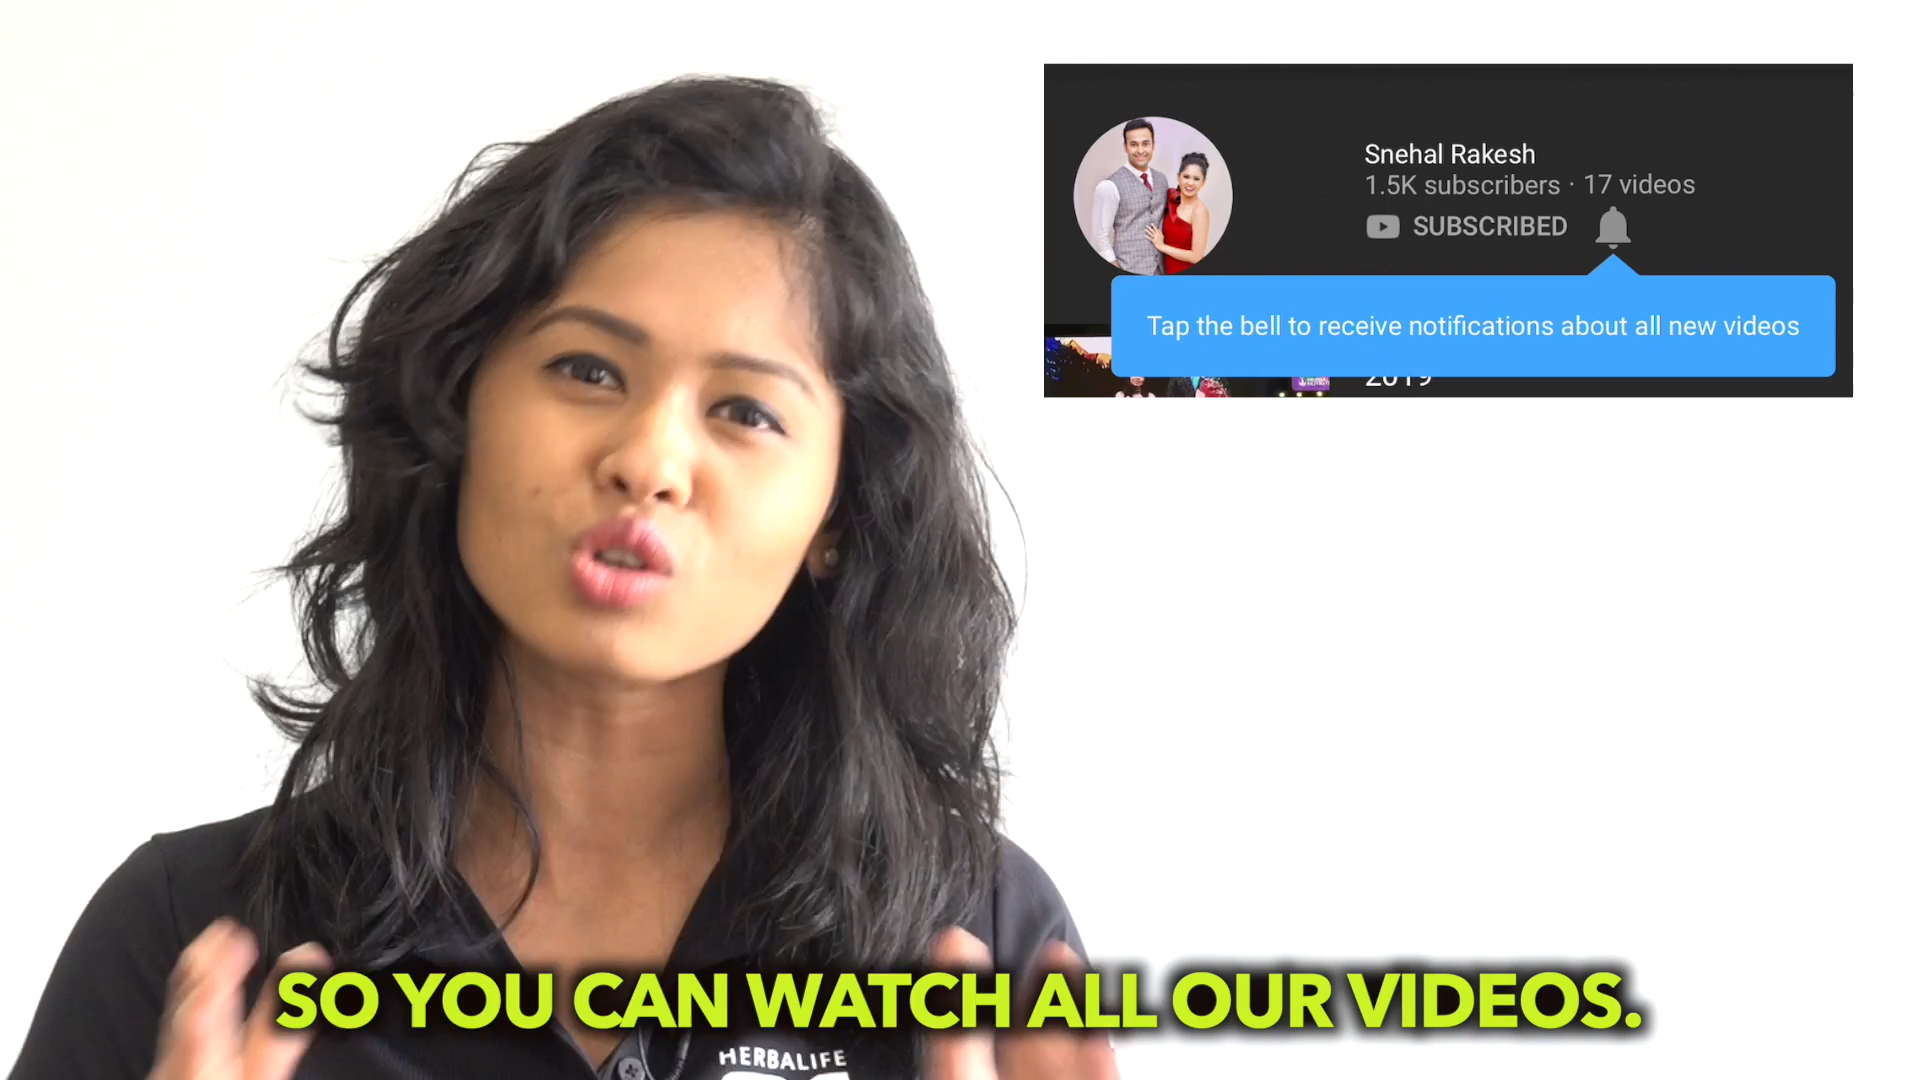 Snehal Rakesh
1.5K subscribers · 17 videos
SUBSCRIBED
Tap the bell to receive notifications about all new videos
2019
SO YOU CAN WATCH ALL OUR VIDEOS.
HERBALIFE